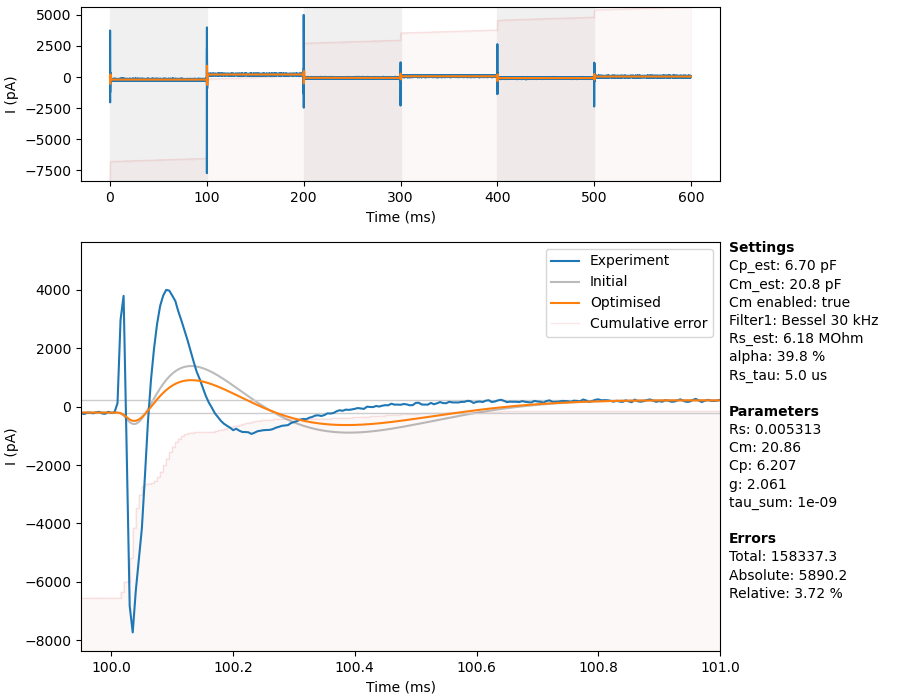 5000
2500
0
−2500
−5000
−7500
I (pA)
0 100 200 300 400 500 600
Time (ms)
4000
2000
0
−2000
−4000
−6000
−8000
I (pA)
100.0 100.2 100.4 100.6 100.8 101.0
Time (ms)
Experiment
Initial
Optimised
Cumulative error
Settings
Cp_est: 6.70 pF
Cm_est: 20.8 pF
Cm enabled: true
Filter1: Bessel 30 kHz
Rs_est: 6.18 MOhm
alpha: 39.8 %
Rs_tau: 5.0 us
Parameters
Rs: 0.005313
Cm: 20.86
Cp: 6.207
g: 2.061
tau_sum: 1e-09
Errors
Total: 158337.3
Absolute: 5890.2
Relative: 3.72 %